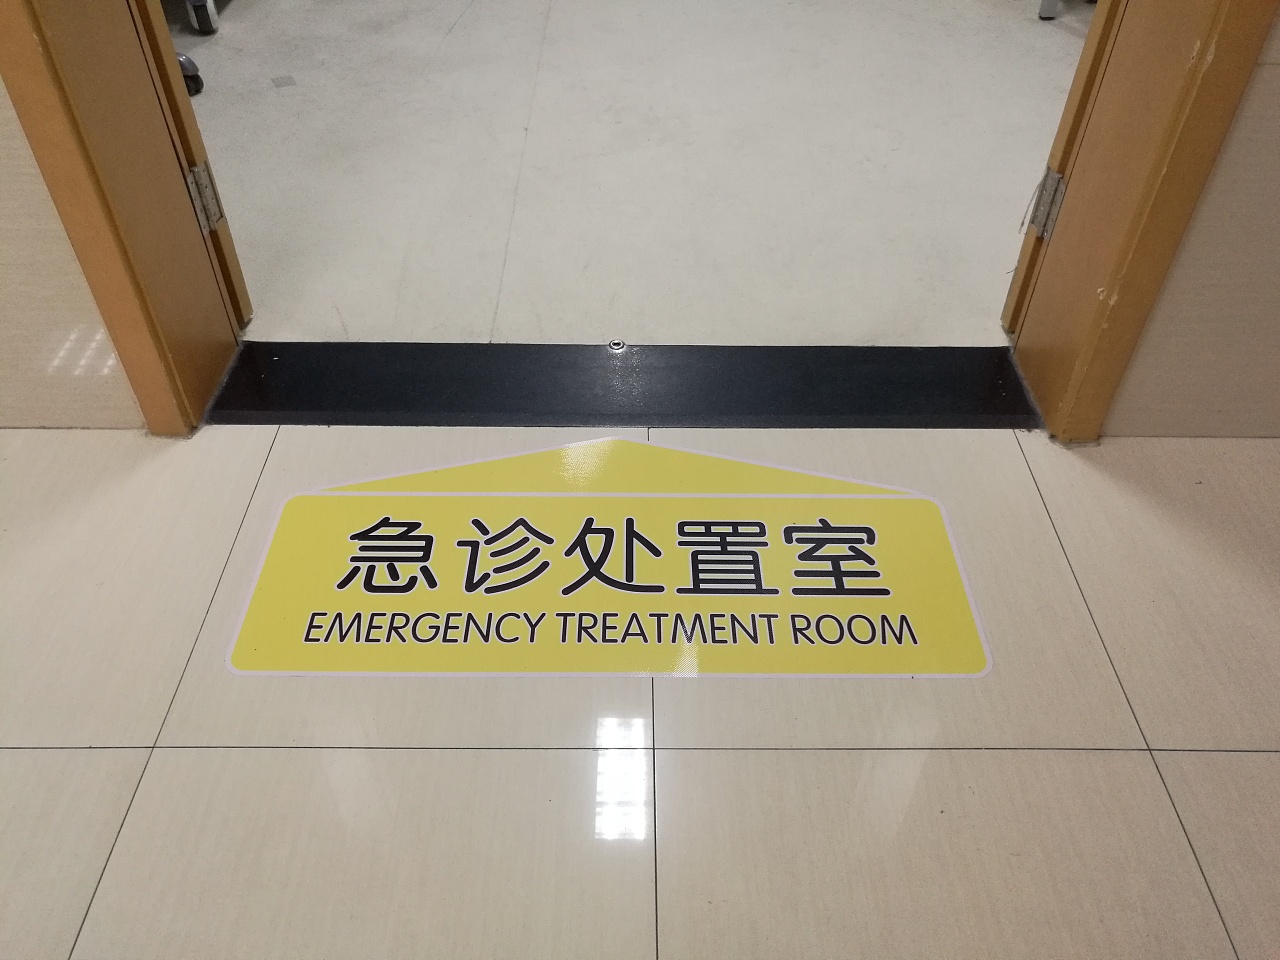 急诊处置室
EMERGENCY TREATMENT ROOM